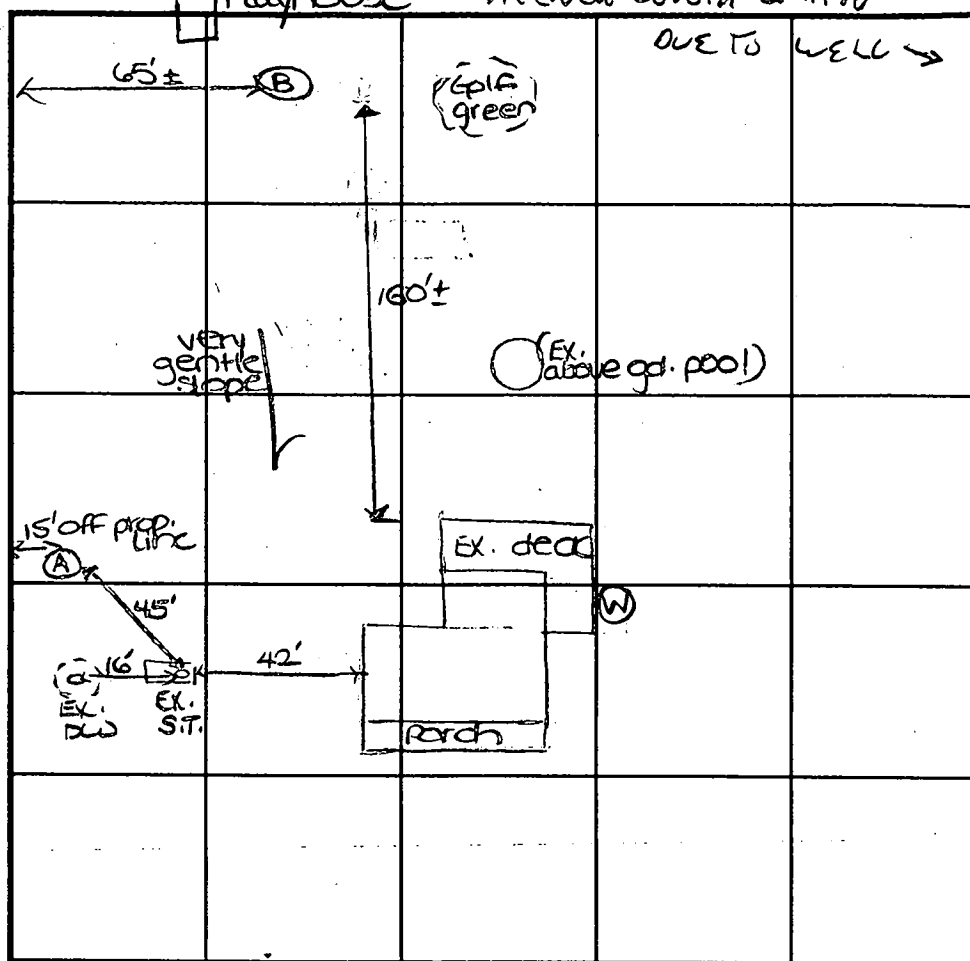 Playhouse
DUE TO WELL →
65'±
B
Golf
green
160'±
very
gentle
slope
(Ex.
above gd. pool)
15' off prop.
line
A
Ex. deck
W
45'
16'
42'
Ex.
DW
Ex.
S.T.
Porch